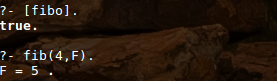 ?- [fibo].
true.
?- fib(4,F).
F = 5 .